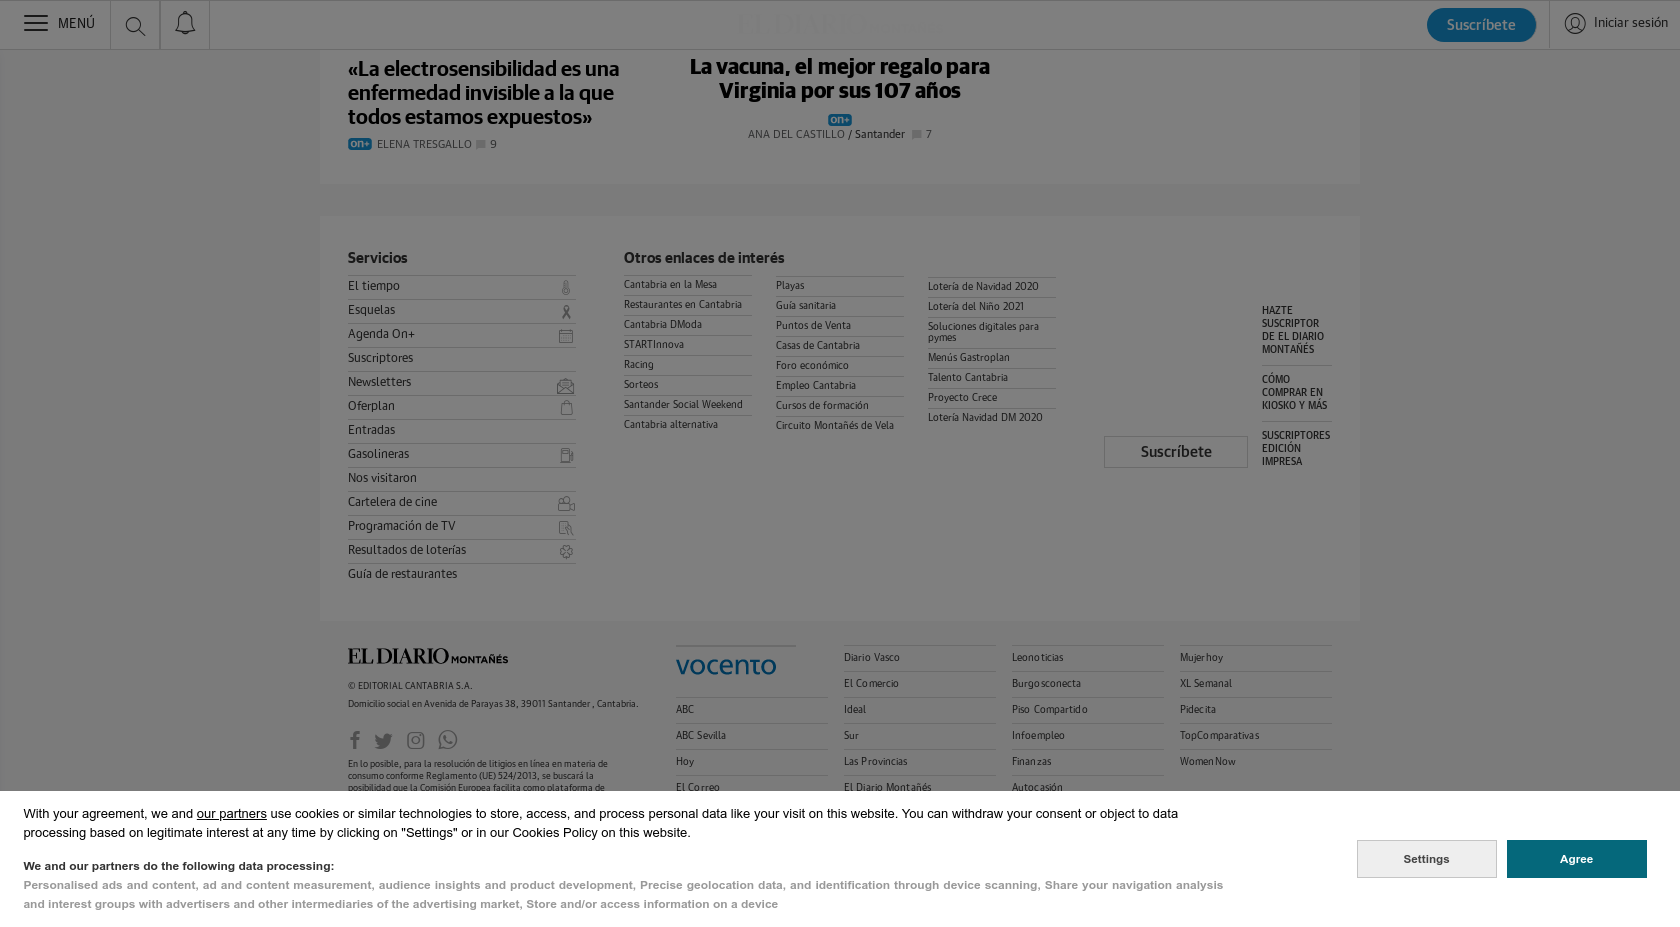 MENÚ
Suscríbete
Iniciar sesión
«La electrosensibilidad es una
enfermedad invisible a la que
todos estamos expuestos»
on+ ELENA TRESGALLO 9
La vacuna, el mejor regalo para
Virginia por sus 107 años
on+
ANA DEL CASTILLO / Santander 7
Servicios
El tiempo
Esquelas
Agenda On+
Suscriptores
Newsletters
Oferplan
Entradas
Gasolineras
Nos visitaron
Cartelera de cine
Programación de TV
Resultados de loterías
Guía de restaurantes
Otros enlaces de interés
Cantabria en la Mesa
Restaurantes en Cantabria
Cantabria DModa
STARTInnova
Racing
Sorteos
Santander Social Weekend
Cantabria alternativa
Playas
Guía sanitaria
Puntos de Venta
Casas de Cantabria
Foro económico
Empleo Cantabria
Cursos de formación
Circuito Montañés de Vela
Lotería de Navidad 2020
Lotería del Niño 2021
Soluciones digitales para
pymes
Menús Gastroplan
Talento Cantabria
Proyecto Crece
Lotería Navidad DM 2020
Suscríbete
HAZTE
SUSCRIPTOR
DE EL DIARIO
MONTAÑÉS
CÓMO
COMPRAR EN
KIOSKO Y MÁS
SUSCRIPTORES
EDICIÓN
IMPRESA
EL DIARIO MONTAÑÉS
© EDITORIAL CANTABRIA S.A.
Domicilio social en Avenida de Parayas 38, 39011 Santander , Cantabria.
En lo posible, para la resolución de litigios en línea en materia de
consumo conforme Reglamento (UE) 524/2013, se buscará la
posibilidad que la Comisión Europea facilita como plataforma de
vocento
ABC
ABC Sevilla
Hoy
El Correo
Diario Vasco
El Comercio
Ideal
Sur
Las Provincias
El Diario Montañés
Leonoticias
Burgosconecta
Piso Compartido
Infoempleo
Finanzas
Autocasión
Mujerhoy
XL Semanal
Pidecita
TopComparativas
WomenNow
With your agreement, we and our partners use cookies or similar technologies to store, access, and process personal data like your visit on this website. You can withdraw your consent or object to data
processing based on legitimate interest at any time by clicking on "Settings" or in our Cookies Policy on this website.
We and our partners do the following data processing:
Personalised ads and content, ad and content measurement, audience insights and product development, Precise geolocation data, and identification through device scanning, Share your navigation analysis
and interest groups with advertisers and other intermediaries of the advertising market, Store and/or access information on a device
Settings
Agree